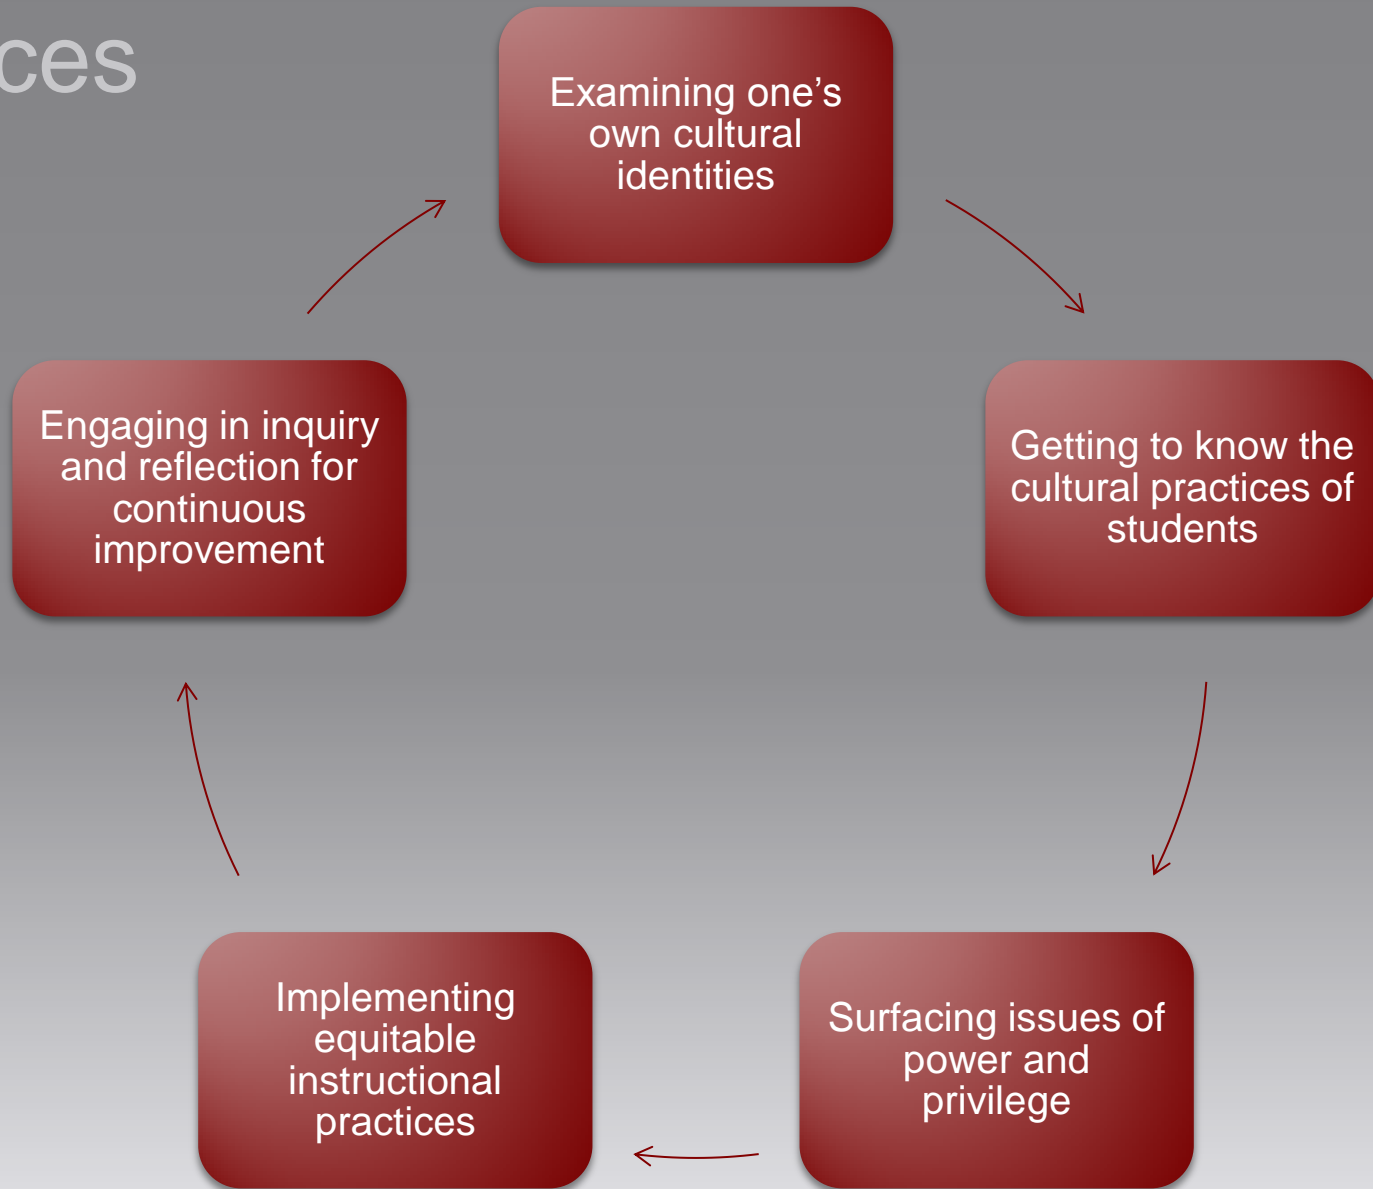 ces
Examining one’s
own cultural
identities
Getting to know the
cultural practices of
students
Surfacing issues of
power and
privilege
Implementing
equitable
instructional
practices
Engaging in inquiry
and reflection for
continuous
improvement